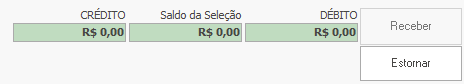 CRÉDITO Saldo da Seleção DÉBITO
R$ 0,00 R$ 0,00 R$ 0,00
Receber
Estornar